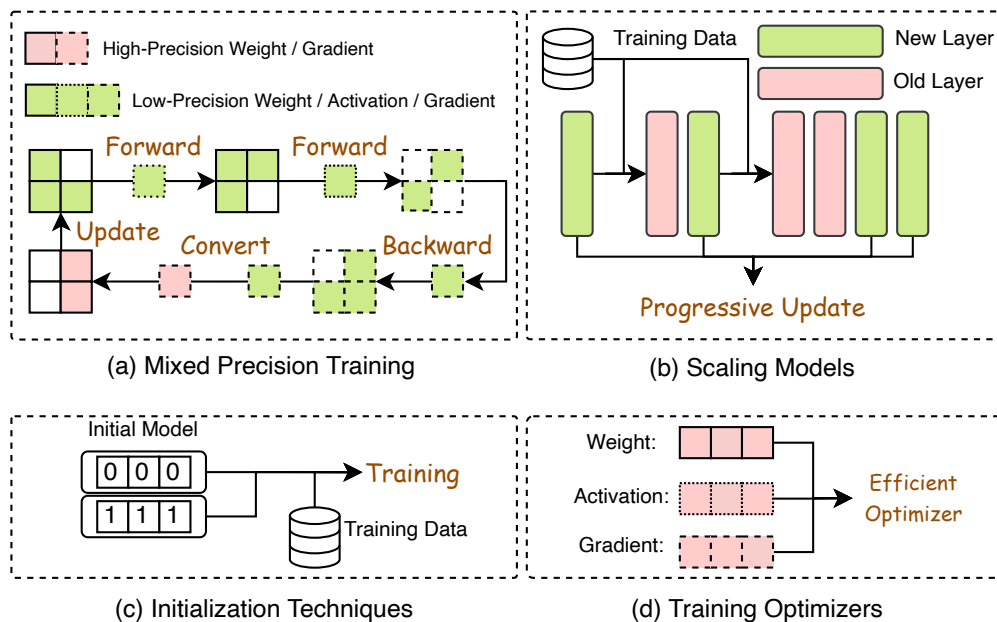 High-Precision Weight / Gradient
Low-Precision Weight / Activation / Gradient
Forward
Forward
Update
Convert
Backward
(a) Mixed Precision Training
Training Data
New Layer
Old Layer
Progressive Update
(b) Scaling Models
Initial Model
0 0 0
1 1 1
Training
Training Data
(c) Initialization Techniques
Weight:
Activation:
Gradient:
Efficient
Optimizer
(d) Training Optimizers